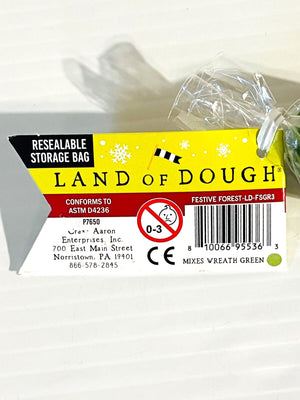 RESEALABLE
STORAGE BAG
LAND OF DOUGH®
CONFORMS TO
ASTM D4236
FESTIVE FOREST-LD-FSGR3
P7650
Aaron
Enterprises, Inc.
700 East Main Street
Norristown, PA 19401
866-578-2845
0-3
CE
8 10066 95536 3
MIXES WREATH GREEN